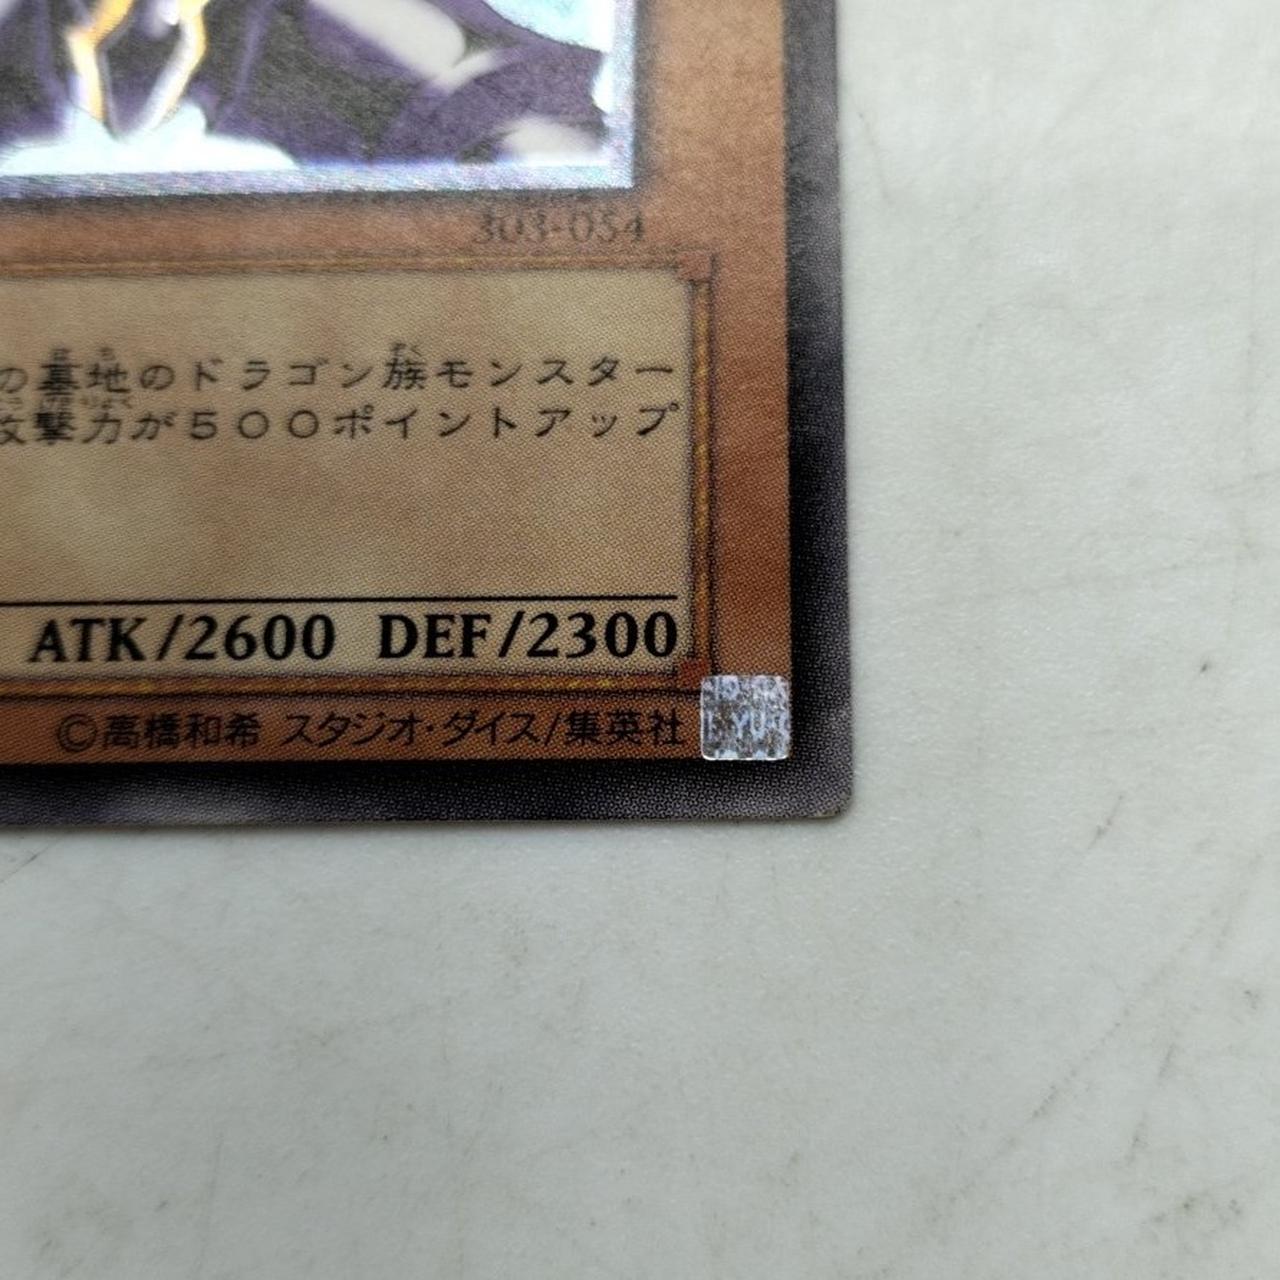 303-054
の墓地のドラゴン族モンスター
攻撃力が500ポイントアップ
ATK/2600 DEF/2300
©高橋和希 スタジオ・ダイス/集英社